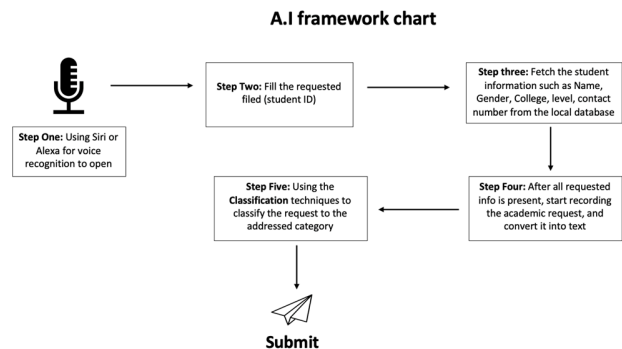 A.I framework chart
Step One: Using Siri or
Alexa for voice
recognition to open
Step Two: Fill the requested
filed (student ID)
Step three: Fetch the student
information such as Name,
Gender, College, level, contact
number from the local database
Step Four: After all requested
info is present, start recording
the academic request, and
convert it into text
Step Five: Using the
Classification techniques to
classify the request to the
addressed category
Submit